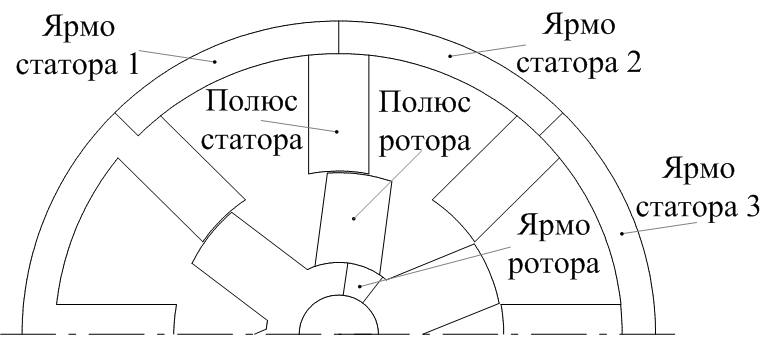 Ярмо
статора 1
Ярмо
статора 2
Полюс
статора
Полюс
ротора
Ярмо
статора 3
Ярмо
ротора